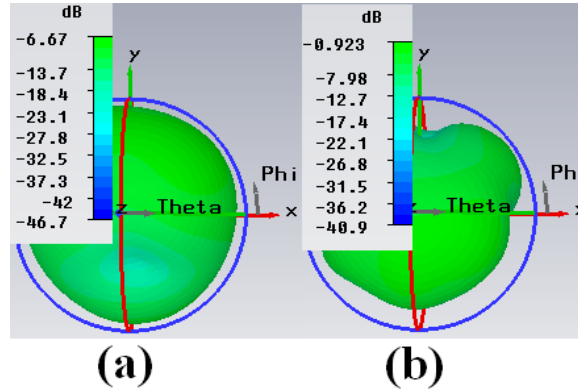 dB
-6.67
-13.7
-18.4
-23.1
-27.8
-32.5
-37.3
-42
-46.7
y
Phi
z Theta
x
(a)
dB
-0.923
-7.98
-12.7
-17.4
-22.1
-26.8
-31.5
-36.2
-40.9
y
Phi
Theta
x
(b)